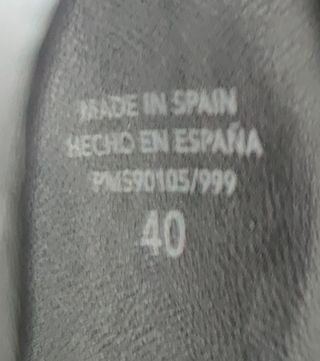 MADE IN SPAIN
HECHO EN ESPAÑA
PMS90105/999
40